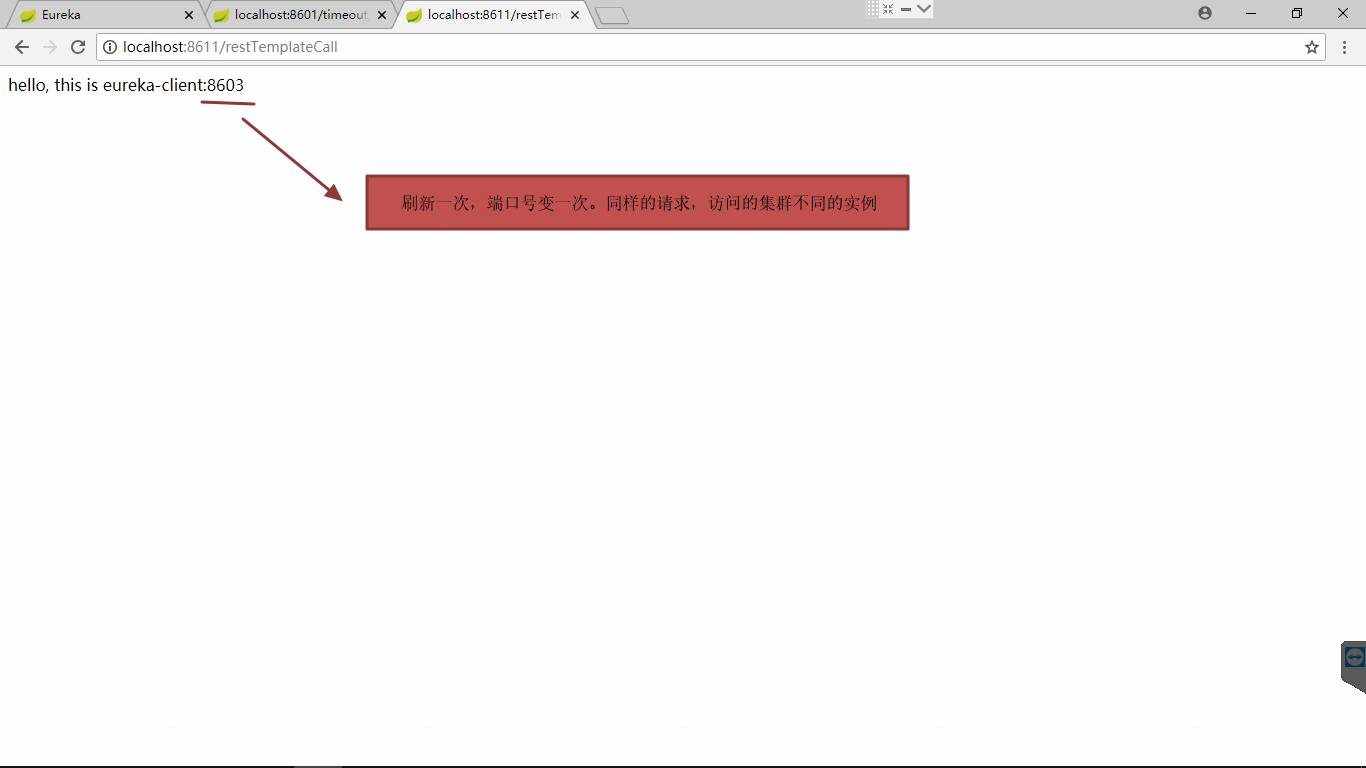 Eureka
localhost:8601/timeout
localhost:8611/restTem
localhost:8611/restTemplateCall
hello, this is eureka-client:8603
刷新一次，端口号变一次。同样的请求，访问的集群不同的实例